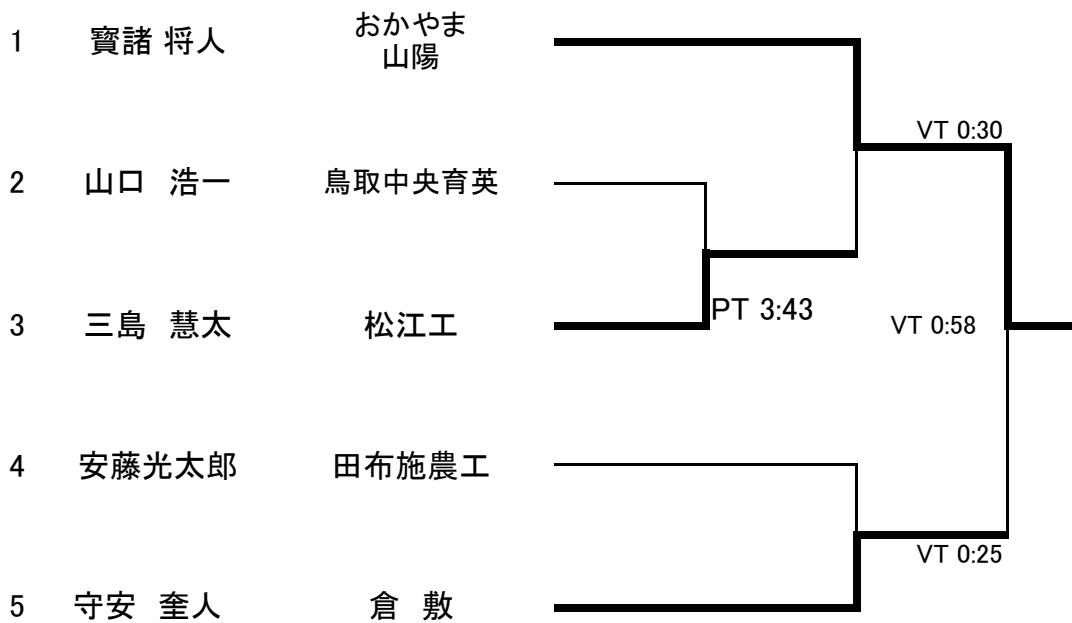 1 寳諸 将人 おかやま
山陽
VT 0:30
2 山口 浩一 鳥取中央育英
PT 3:43
3 三島 慧太 松江工
VT 0:58
4 安藤光太郎 田布施農工
VT 0:25
5 守安 奎人 倉 敷